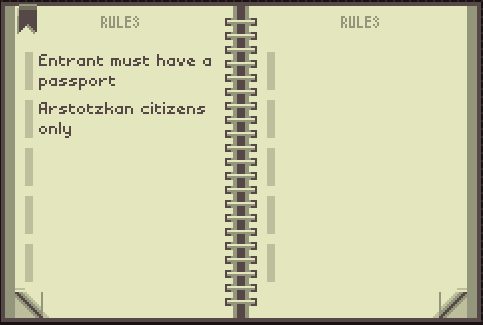 RULES
Entrant must have a
passport
Arstotzkan citizens
only
RULES